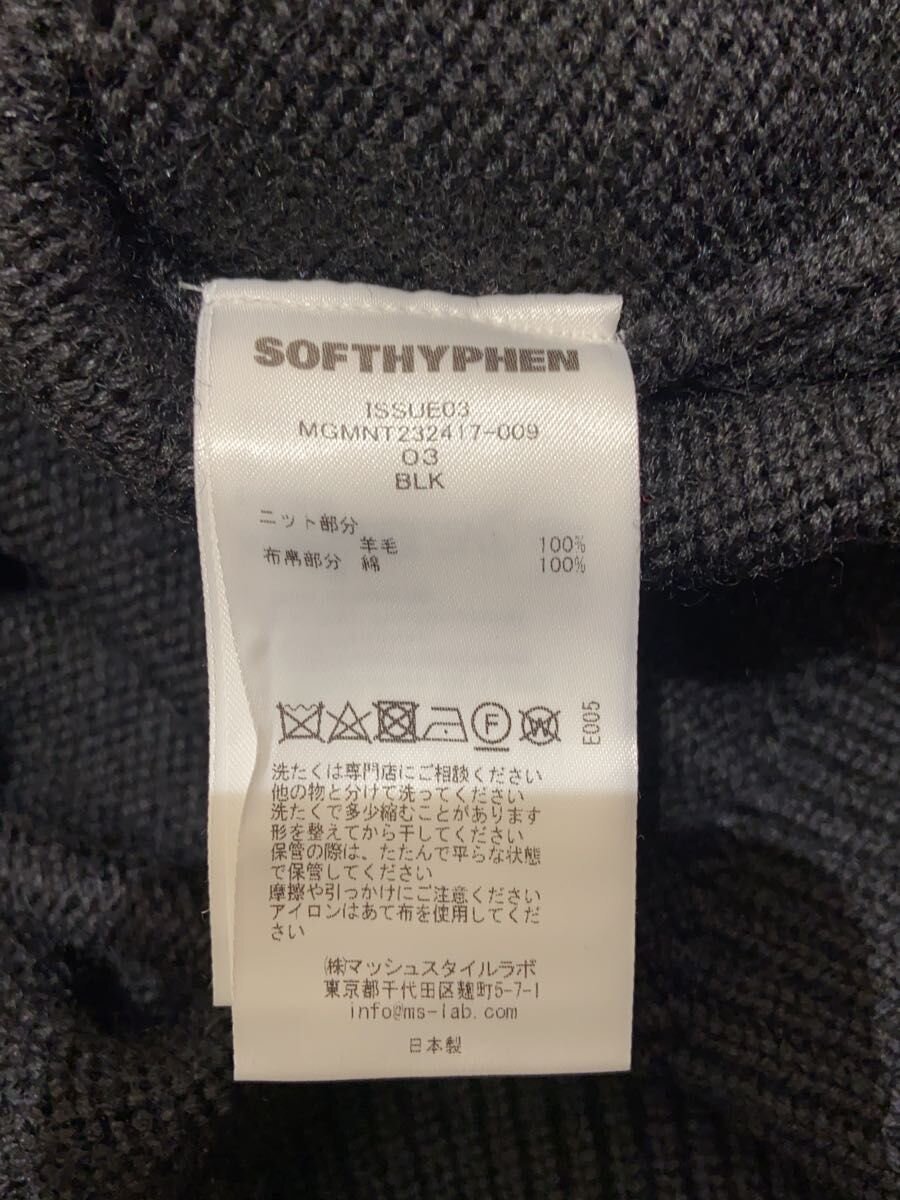 SOFTHYPHEN
ISSUE03
MGMNT232417-009
03
BLK
ニット部分
羊毛 100%
布帛部分 綿 100%
F
W
E005
洗たくは専門店にご相談ください
他の物と分けて洗ってください
洗たくで多少縮むことがあります
形を整えてから干してください
保管の際は、たたんで平らな状態
で保管してください
摩擦や引っかけにご注意ください
アイロンはあて布を使用してくだ
さい
㈱マッシュスタイルラボ
東京都千代田区麹町5-7-1
info@ms-lab.com
日本製